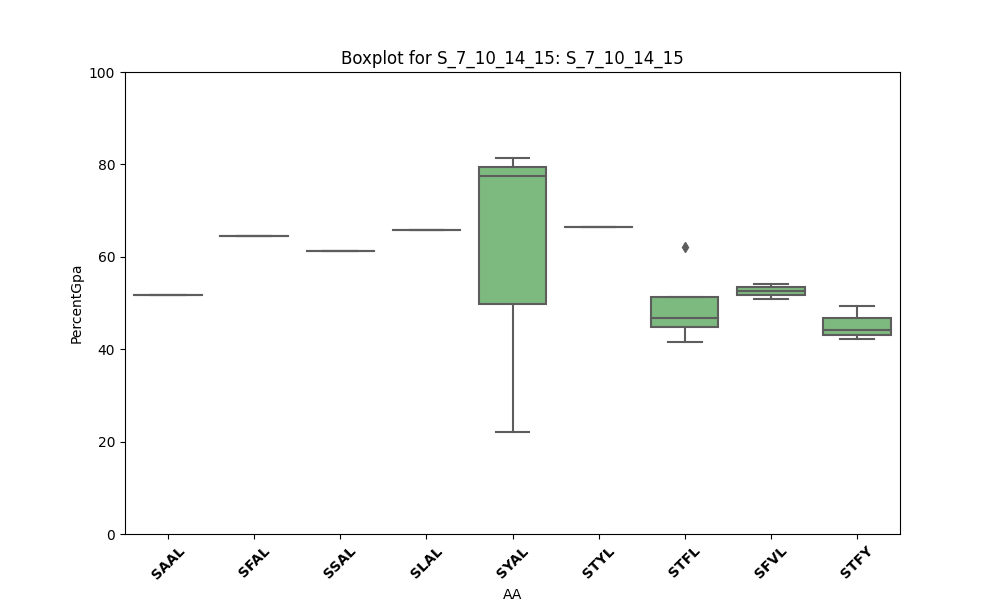 Boxplot for S_7_10_14_15: S_7_10_14_15
100
80
60
40
20
0
PercentGpa
SAAL SFAL SSAL SLAL SYAL STYL STFL SFVL STFY
AA